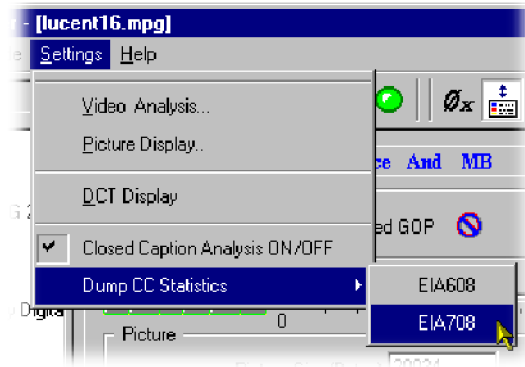 - [lucent16.mpg]
Settings Help
Video Analysis...
Øx
Picture Display..
ce And MB
DCT Display
ed GOP
Closed Caption Analysis ON/OFF
Dump CC Statistics
EIA608
EIA708
Digita
0
Picture